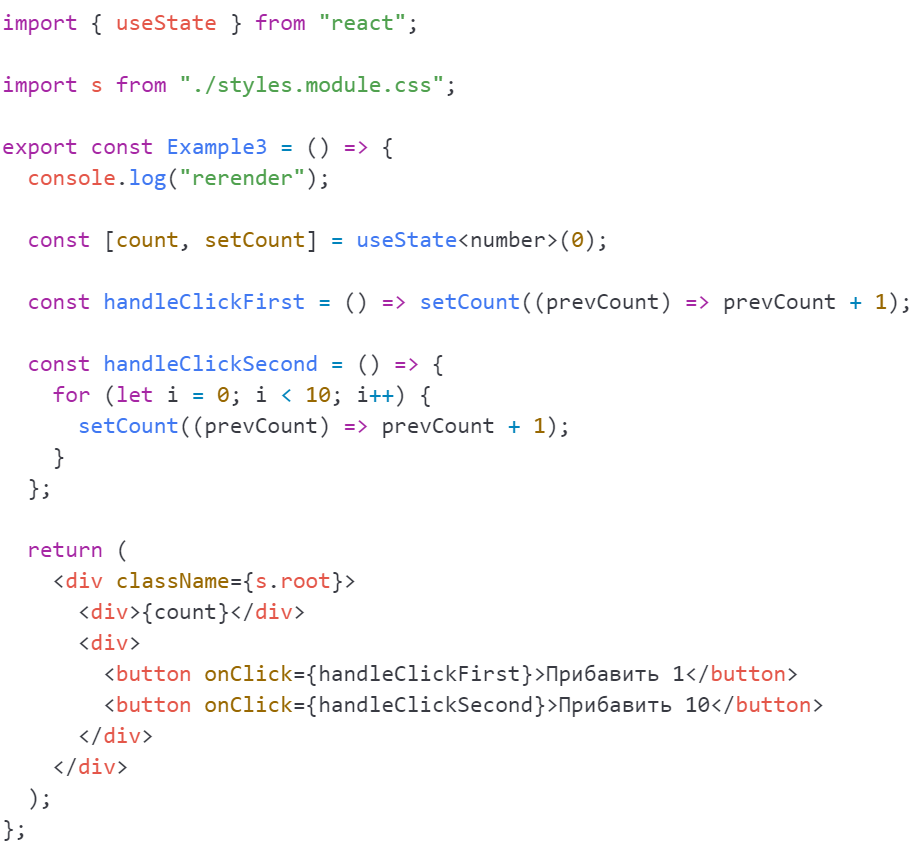 import { useState } from "react";
import s from "./styles.module.css";
export const Example3 = () => {
  console.log("rerender");
  const [count, setCount] = useState<number>(0);
  const handleClickFirst = () => setCount((prevCount) => prevCount + 1);
  const handleClickSecond = () => {
    for (let i = 0; i < 10; i++) {
      setCount((prevCount) => prevCount + 1);
    }
  };
  return (
    <div className={s.root}>
      <div>{count}</div>
      <div>
        <button onClick={handleClickFirst}>Прибавить 1</button>
        <button onClick={handleClickSecond}>Прибавить 10</button>
      </div>
    </div>
  );
};